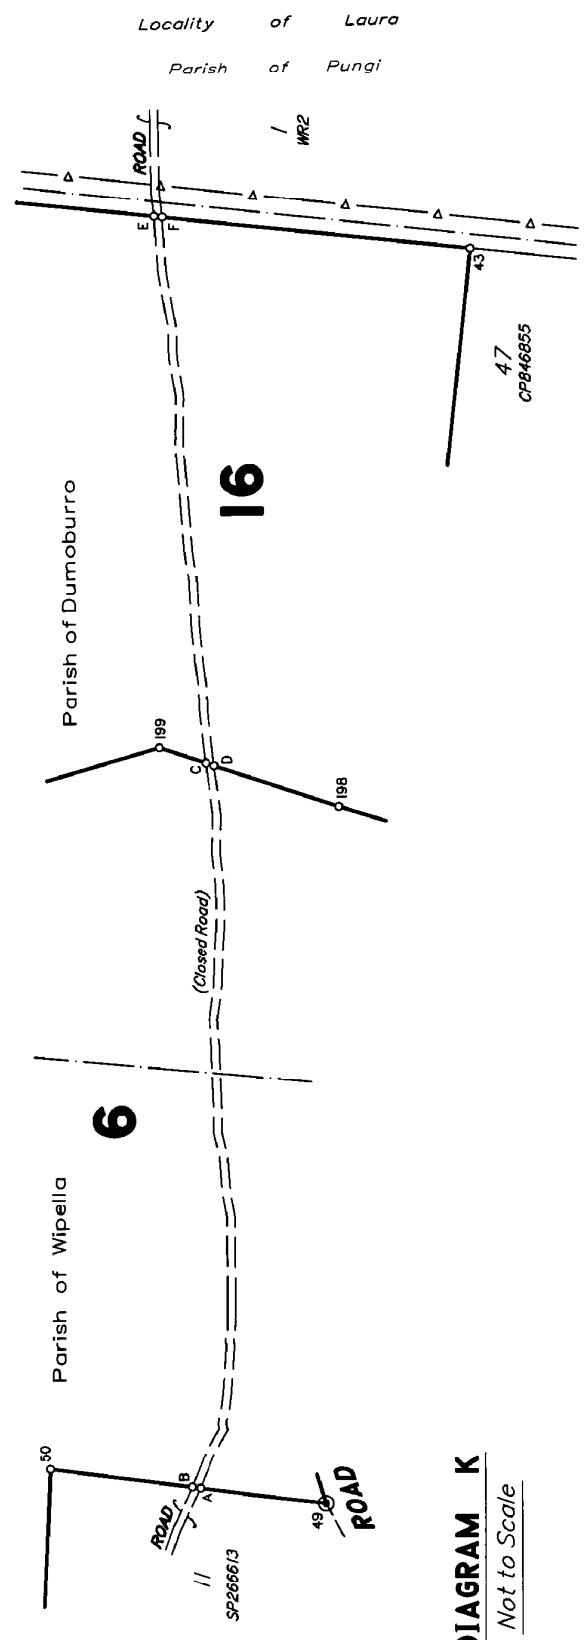 Locality of Laura
Parish of Pungi
ROAD
1
WR2
E
F
43
47
CP846855
16
Parish of Dumoburro
199
C
D
198
(Closed Road)
6
Parish of Wipella
50
B
A
ROAD
49
ROAD
11
SP266613
DIAGRAM K
Not to Scale